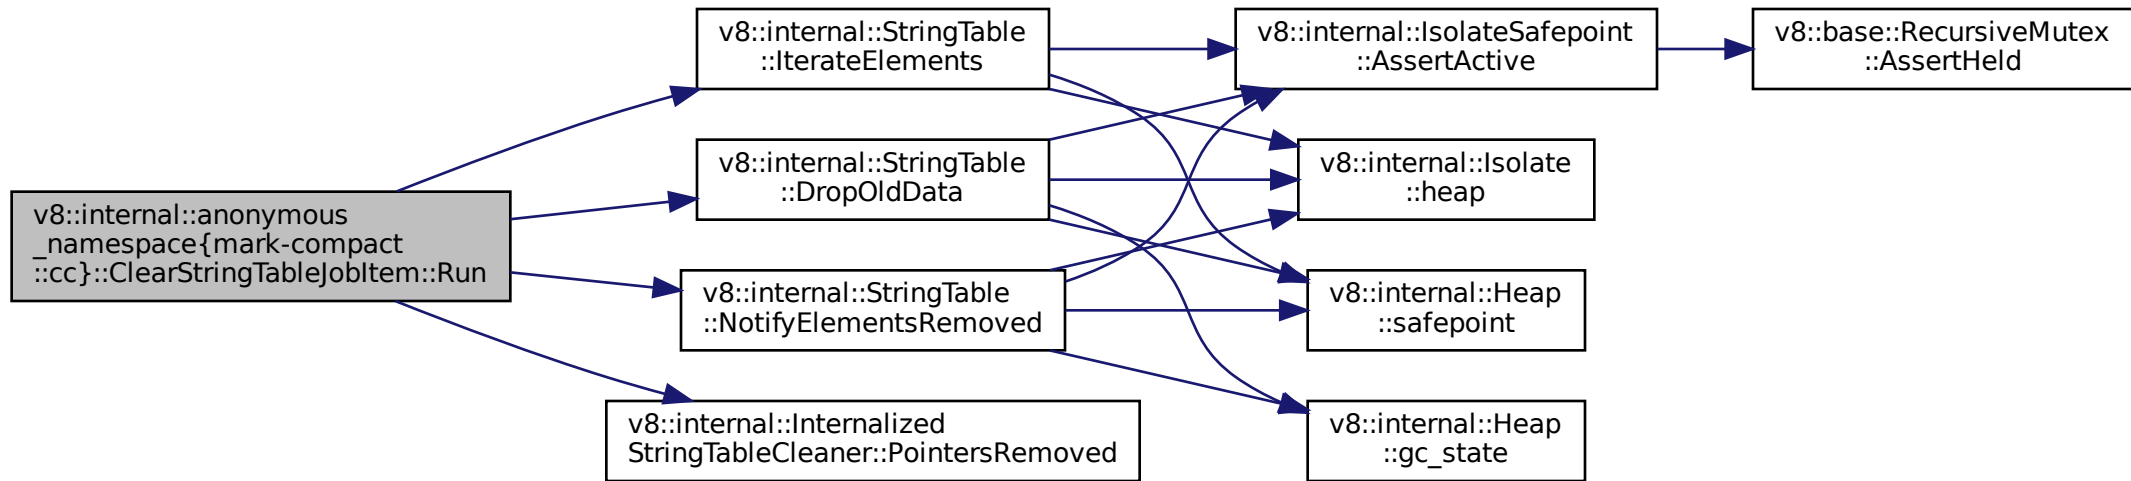 v8::internal::StringTable
::IterateElements
v8::internal::IsolateSafepoint
::AssertActive
v8::base::RecursiveMutex
::AssertHeld
v8::internal::StringTable
::DropOldData
v8::internal::Isolate
::heap
v8::internal::anonymous
_namespace{mark-compact
::cc}::ClearStringTableJobItem::Run
v8::internal::StringTable
::NotifyElementsRemoved
v8::internal::Heap
::safepoint
v8::internal::Internalized
StringTableCleaner::PointersRemoved
v8::internal::Heap
::gc_state